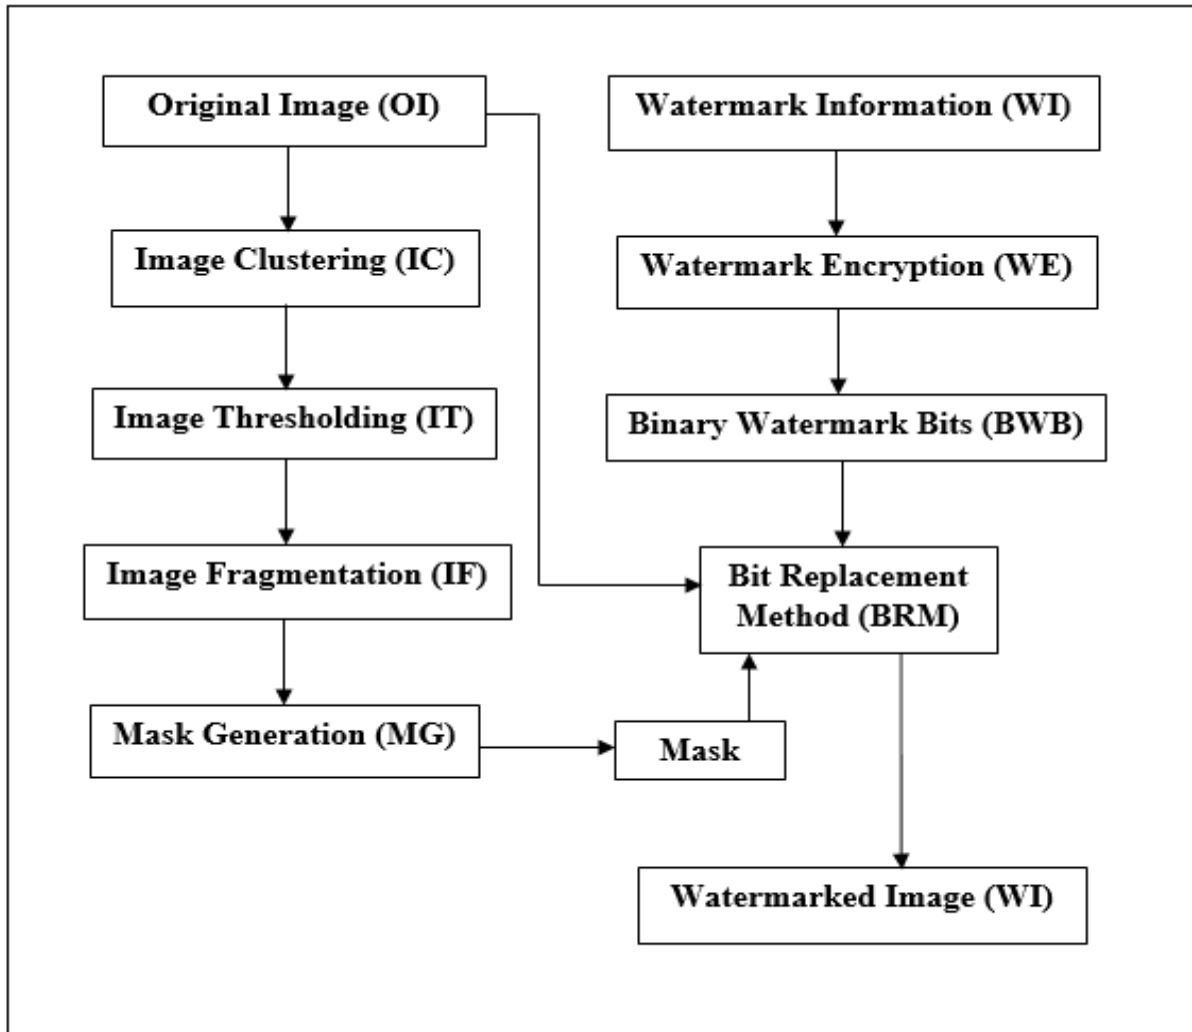 Original Image (OI)
Watermark Information (WI)
Image Clustering (IC)
Watermark Encryption (WE)
Image Thresholding (IT)
Binary Watermark Bits (BWB)
Image Fragmentation (IF)
Bit Replacement
Method (BRM)
Mask Generation (MG)
Mask
Watermarked Image (WI)